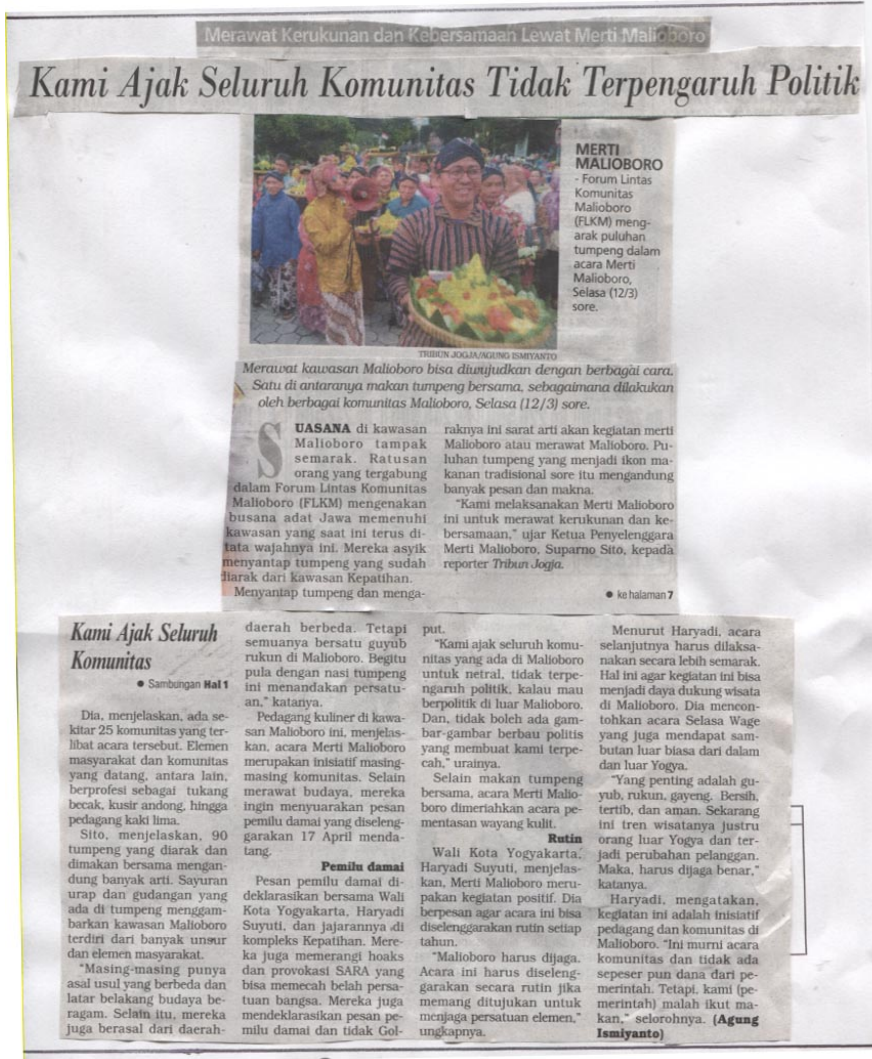 Merawat Kerukunan dan Kebersamaan Lewat Merti Malioboro
Kami Ajak Seluruh Komunitas Tidak Terpengaruh Politik
MERTI
MALIOBORO
- Forum Lintas
Komunitas
Malioboro
(FLKM) meng-
arak puluhan
tumpeng dalam
acara Merti
Malioboro,
Selasa (12/3)
sore.
TRIBUN JOGJA/AGUNG ISMIYANTO
Merawat kawasan Malioboro bisa diwujudkan dengan berbagai cara.
Satu di antaranya makan tumpeng bersama, sebagaimana dilakukan
oleh berbagai komunitas Malioboro, Selasa (12/3) sore.
SUASANA di kawasan
Malioboro tampak
semarak. Ratusan
orang yang tergabung
dalam Forum Lintas Komunitas
Malioboro (FLKM) mengenakan
busana adat Jawa memenuhi
kawasan yang saat ini terus di-
tata wajahnya ini. Mereka asyik
menyantap tumpeng yang sudah
diarak dari kawasan Kepatihan.
Menyantap tumpeng dan menga-
raknya ini sarat arti akan kegiatan merti
Malioboro atau merawat Malioboro. Pu-
luhan tumpeng yang menjadi ikon ma-
kanan tradisional sore itu mengandung
banyak pesan dan makna.
"Kami melaksanakan Merti Malioboro
ini untuk merawat kerukunan dan ke-
bersamaan," ujar Ketua Penyelenggara
Merti Malioboro, Suparno Sito, kepada
reporter Tribun Jogja.
● ke halaman 7
Kami Ajak Seluruh
Komunitas
● Sambungan Hal 1
Dia, menjelaskan, ada se-
kitar 25 komunitas yang ter-
libat acara tersebut. Elemen
masyarakat dan komunitas
yang datang, antara lain,
berprofesi sebagai tukang
becak, kusir andong, hingga
pedagang kaki lima.
Sito, menjelaskan, 90
tumpeng yang diarak dan
dimakan bersama mengan-
dung banyak arti. Sayuran
urap dan gudangan yang
ada di tumpeng menggam-
barkan kawasan Malioboro
terdiri dari banyak unsur
dan elemen masyarakat.
"Masing-masing punya
asal usul yang berbeda dan
latar belakang budaya be-
ragam. Selain itu, mereka
juga berasal dari daerah-
daerah berbeda. Tetapi
semuanya bersatu guyub
rukun di Malioboro. Begitu
pula dengan nasi tumpeng
ini menandakan persatu-
an," katanya.
Pedagang kuliner di kawa-
san Malioboro ini, menjelas-
kan, acara Merti Malioboro
merupakan inisiatif masing-
masing komunitas. Selain
merawat budaya, mereka
ingin menyuarakan pesan
pemilu damai yang diseleng-
garakan 17 April menda-
tang.
Pemilu damai
Pesan pemilu damai di-
deklarasikan bersama Wali
Kota Yogyakarta, Haryadi
Suyuti, dan jajarannya di
kompleks Kepatihan. Mere-
ka juga memerangi hoaks
dan provokasi SARA yang
bisa memecah belah persa-
tuan bangsa. Mereka juga
mendeklarasikan pesan pe-
milu damai dan tidak Gol-
put.
"Kami ajak seluruh komu-
nitas yang ada di Malioboro
untuk netral, tidak terpe-
ngaruh politik, kalau mau
berpolitik di luar Malioboro.
Dan, tidak boleh ada gam-
bar-gambar berbau politis
yang membuat kami terpe-
cah," urainya.
Selain makan tumpeng
bersama, acara Merti Malio-
boro dimeriahkan acara pe-
mentasan wayang kulit.
Rutin
Wali Kota Yogyakarta,
Haryadi Suyuti, menjelas-
kan, Merti Malioboro meru-
pakan kegiatan positif. Dia
berpesan agar acara ini bisa
diselenggarakan rutin setiap
tahun.
"Malioboro harus dijaga.
Acara ini harus diseleng-
garakan secara rutin jika
memang ditujukan untuk
menjaga persatuan elemen,"
ungkapnya.
Menurut Haryadi, acara
selanjutnya harus dilaksa-
nakan secara lebih semarak.
Hal ini agar kegiatan ini bisa
menjadi daya dukung wisata
di Malioboro. Dia mencon-
tohkan acara Selasa Wage
yang juga mendapat sam-
butan luar biasa dari dalam
dan luar Yogya.
"Yang penting adalah gu-
yub, rukun, gayeng. Bersih,
tertib, dan aman. Sekarang
ini tren wisatanya justru
orang luar Yogya dan ter-
jadi perubahan pelanggan.
Maka, harus dijaga benar,"
katanya.
Haryadi, mengatakan,
kegiatan ini adalah inisiatif
pedagang dan komunitas di
Malioboro. "Ini murni acara
komunitas dan tidak ada
sepeser pun dana dari pe-
merintah. Tetapi, kami (pe-
merintah) malah ikut ma-
kan," selorohnya. (Agung
Ismiyanto)